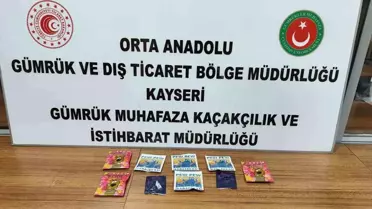 ORTA ANADOLU
GÜMRÜK VE DIŞ TİCARET BÖLGE MÜDÜRLÜĞÜ
KAYSERİ
GÜMRÜK MUHAFAZA KAÇAKÇILIK VE
İSTİHBARAT MÜDÜRLÜĞÜ